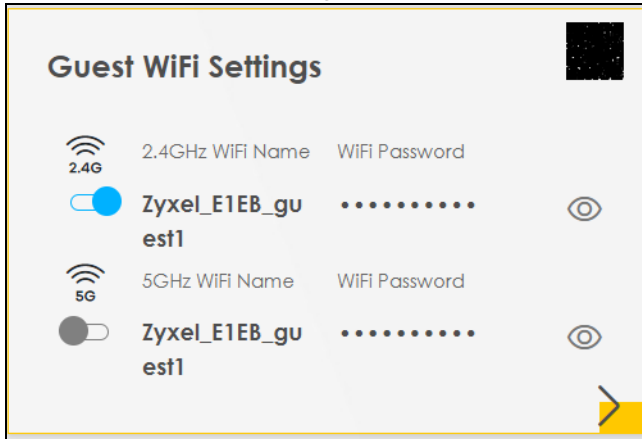 Guest WiFi Settings
2.4G
2.4GHz WiFi Name WiFi Password
Zyxel_E1EB_gu ••••••••••
est1
5G
5GHz WiFi Name WiFi Password
Zyxel_E1EB_gu ••••••••••
est1